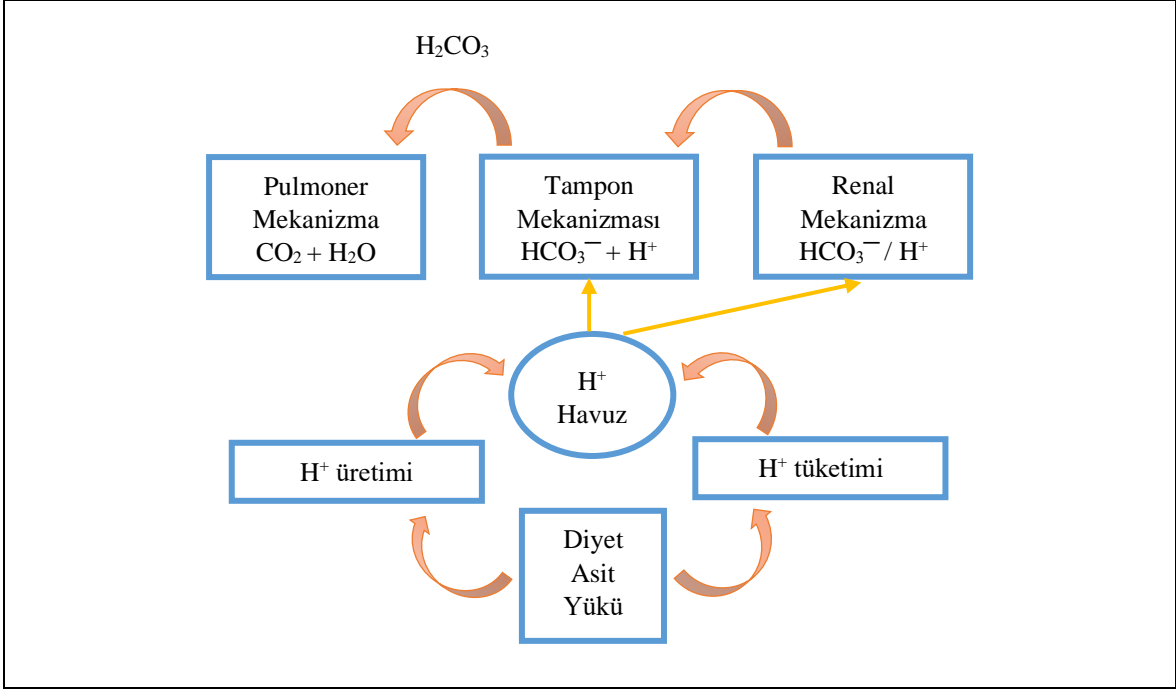 H₂CO₃
Pulmoner
Mekanizma
CO₂ + H₂O
Tampon
Mekanizması
HCO₃⁻ + H⁺
Renal
Mekanizma
HCO₃⁻ / H⁺
H⁺
Havuz
H⁺ üretimi
H⁺ tüketimi
Diyet
Asit
Yükü